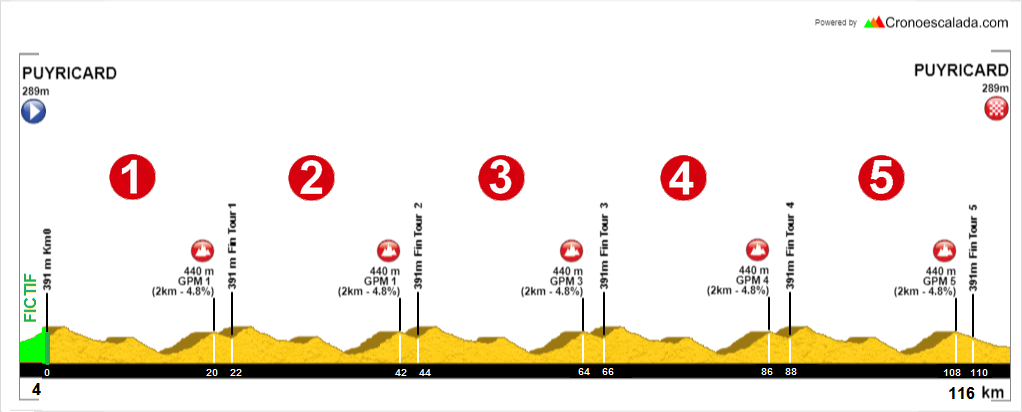 Powered by Cronoescalada.com
PUYRICARD
289m
PUYRICARD
289m
1
2
3
4
5
FICTIF
391 m Km0
440 m
GPM 1
(2km - 4.8%)
391 m Fin Tour 1
440 m
GPM 1
(2km - 4.8%)
391m Fin Tour 2
440 m
GPM 3
(2km - 4.8%)
391m Fin Tour 3
440 m
GPM 4
(2km - 4.8%)
391m Fin Tour 4
440 m
GPM 5
(2km - 4.8%)
391m Fin Tour 5
0 20 22 42 44 64 66 86 88 108 110
4 116 km